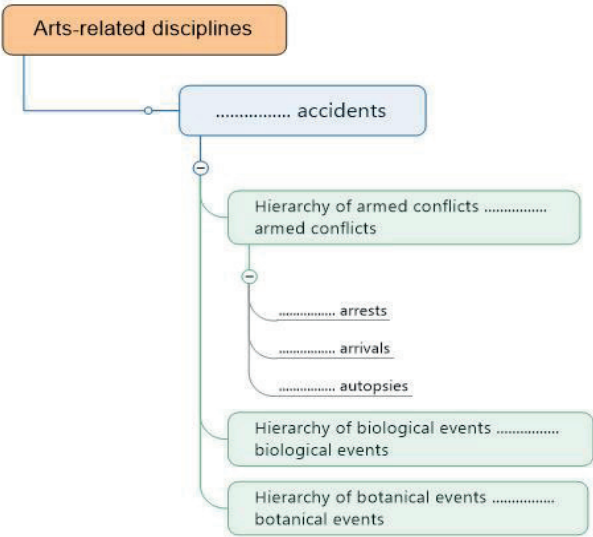 Arts-related disciplines
................ accidents
Hierarchy of armed conflicts ................
armed conflicts
................ arrests
................ arrivals
................ autopsies
Hierarchy of biological events ................
biological events
Hierarchy of botanical events ................
botanical events